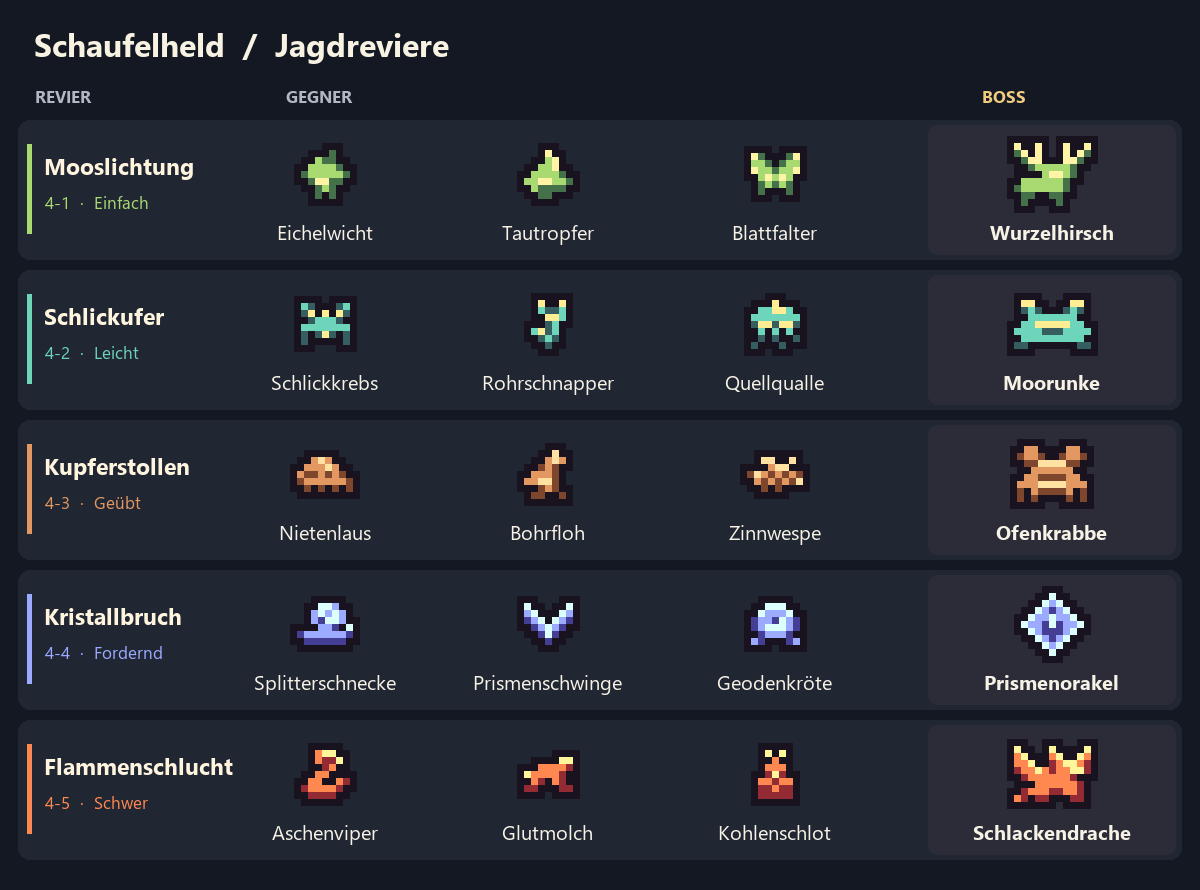 Schaufelheld / Jagdreviere
REVIER GEGNER BOSS
Mooslichtung
4-1 · Einfach
Eichelwicht Tautropfer Blattfalter Wurzelhirsch
Schlickufer
4-2 · Leicht
Schlickkrebs Rohrschnapper Quellqualle Moorunke
Kupferstollen
4-3 · Geübt
Nietenlaus Bohrfloh Zinnwespe Ofenkrabbe
Kristallbruch
4-4 · Fordernd
Splitterschnecke Prismenschwinge Geodenkröte Prismenorakel
Flammenschlucht
4-5 · Schwer
Aschenviper Glutmolch Kohlenschlot Schlackendrache